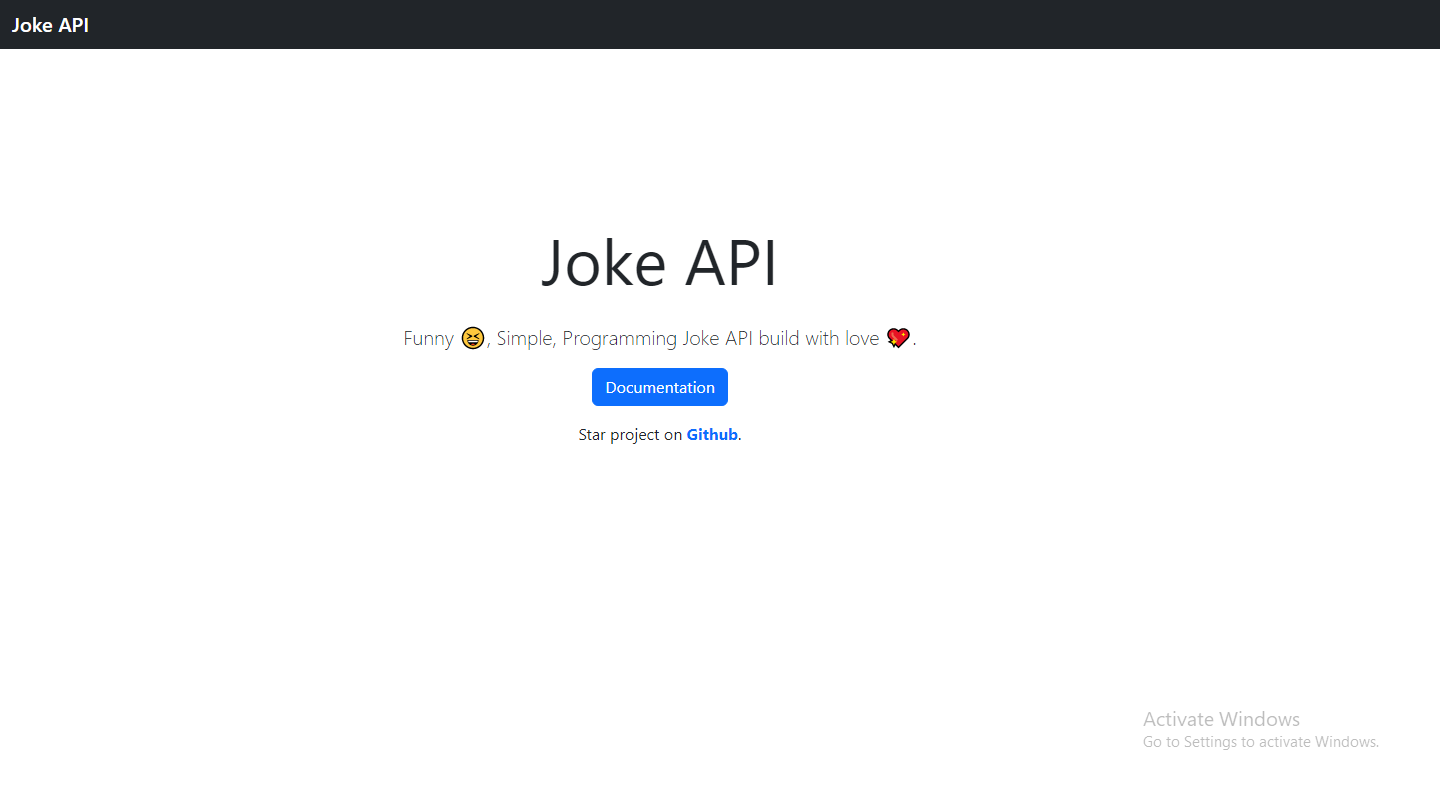 Joke API
Joke API
Funny 😆, Simple, Programming Joke API build with love 💖.
Documentation
Star project on Github.
Activate Windows
Go to Settings to activate Windows.